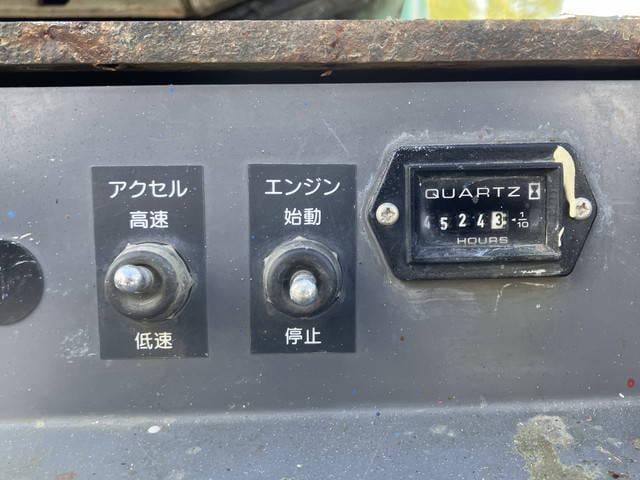 アクセル
高速
低速
エンジン
始動
停止
QUARTZ
5243 1/10
HOURS